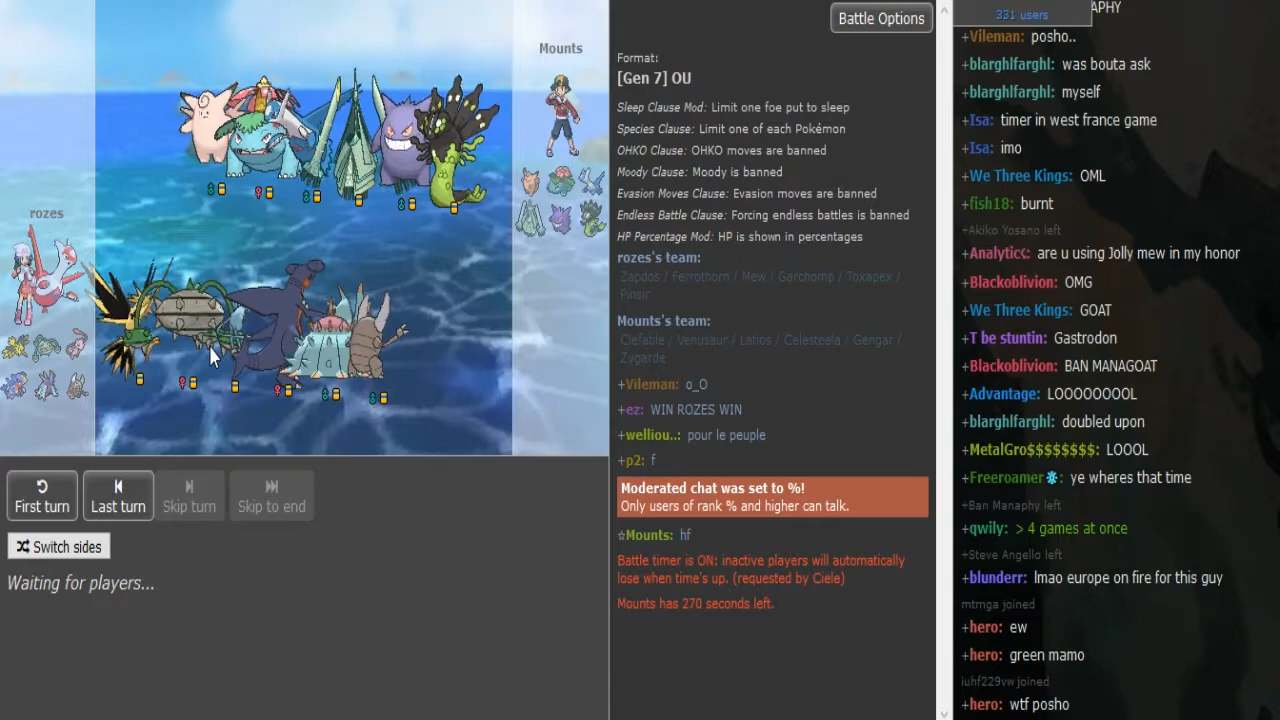 Mounts
rozes
First turn
Last turn
Skip turn
Skip to end
Switch sides
Waiting for players...
Battle Options
Format:
[Gen 7] OU
Sleep Clause Mod: Limit one foe put to sleep
Species Clause: Limit one of each Pokémon
OHKO Clause: OHKO moves are banned
Moody Clause: Moody is banned
Evasion Moves Clause: Evasion moves are banned
Endless Battle Clause: Forcing endless battles is banned
HP Percentage Mod: HP is shown in percentages
rozes's team:
Zapdos / Ferrothorn / Mew / Garchomp / Toxapex /
Pinsir
Mounts's team:
Clefable / Venusaur / Latios / Celesteela / Gengar /
Zygarde
+Vileman: o_O
+ez: WIN ROZES WIN
+welliou..: pour le peuple
+p2: f
Moderated chat was set to %!
Only users of rank % and higher can talk.
☆Mounts: hf
Battle timer is ON: inactive players will automatically
lose when time's up. (requested by Ciele)
Mounts has 270 seconds left.
331 users
APHY
+Vileman: posho..
+blarghlfarghl: was bouta ask
+blarghlfarghl: myself
+Isa: timer in west france game
+Isa: imo
+We Three Kings: OML
+fish18: burnt
+Akiko Yosano left
+Analyticc: are u using Jolly mew in my honor
+Blackoblivion: OMG
+We Three Kings: GOAT
+T be stuntin: Gastrodon
+Blackoblivion: BAN MANAGOAT
+Advantage: LOOOOOOOOL
+blarghlfarghl: doubled upon
+MetalGro$$$$$$$$: LOOOL
+Freeroamer❄: ye wheres that time
+Ban Manaphy left
+qwily: > 4 games at once
+Steve Angello left
+blunderr: lmao europe on fire for this guy
mtmga joined
+hero: ew
+hero: green mamo
iuhf229vw joined
+hero: wtf posho